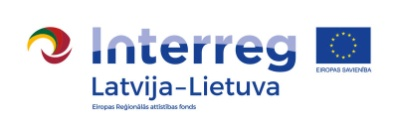 Interreg
EIROPAS SAVIENĪBA
Latvija-Lietuva
Eiropas Reģionālās attīstības fonds